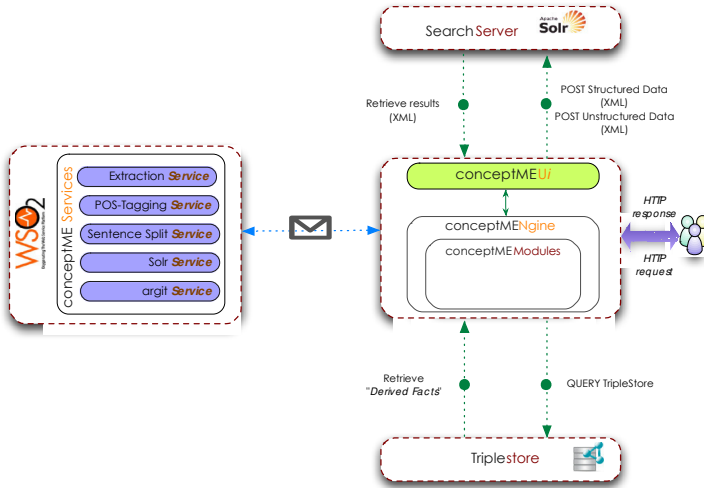 Search Server
Apache
Solr
Retrieve results
(XML)
POST Structured Data
(XML)
POST Unstructured Data
(XML)
WSO2
conceptME Services
Extraction Service
POS-Tagging Service
Sentence Split Service
Solr Service
argit Service
conceptMEUi
conceptMENgine
conceptMEModules
HTTP
response
HTTP
request
Retrieve
"Derived Facts"
QUERY TripleStore
Triplestore